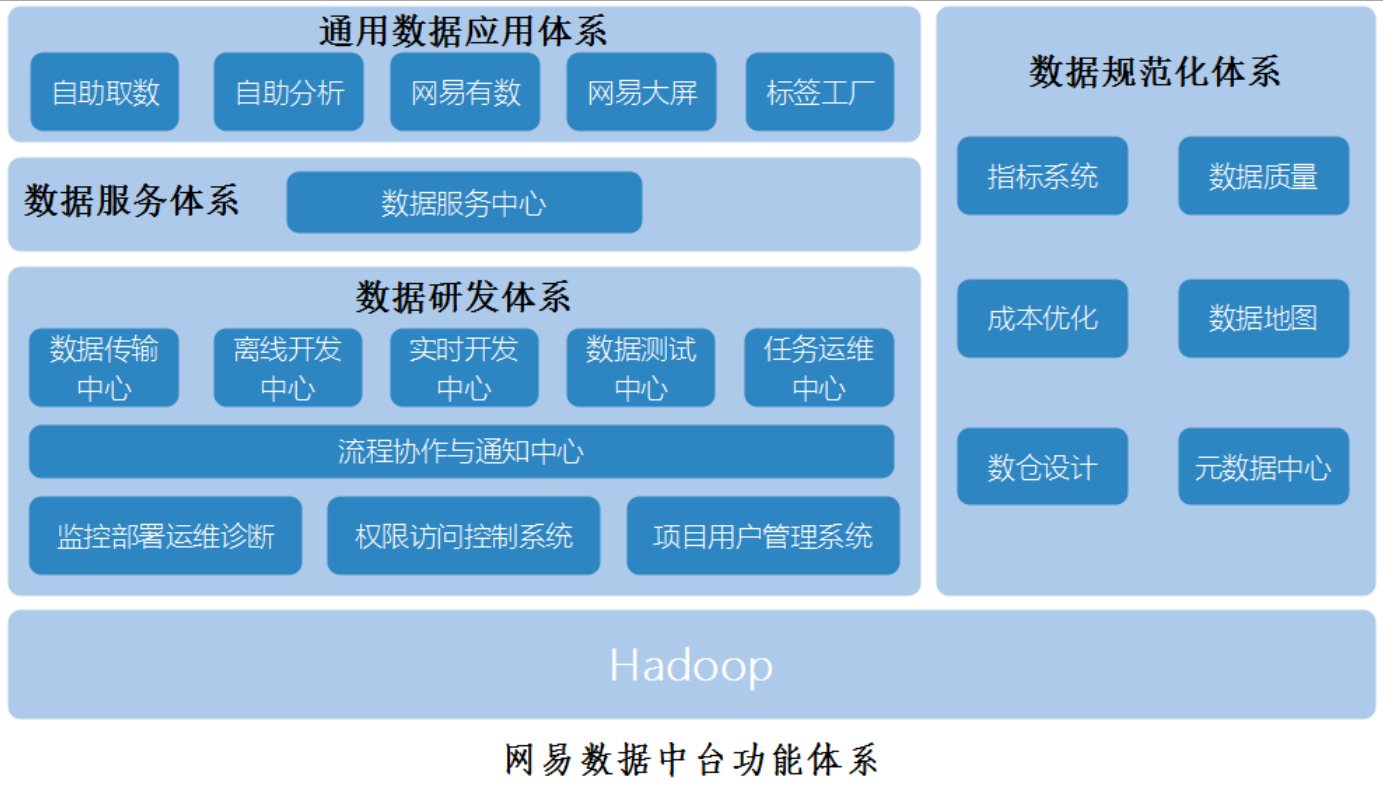 通用数据应用体系
自助取数
自助分析
网易有数
网易大屏
标签工厂
数据服务体系
数据服务中心
数据研发体系
数据传输
中心
离线开发
中心
实时开发
中心
数据测试
中心
任务运维
中心
流程协作与通知中心
监控部署运维诊断
权限访问控制系统
项目用户管理系统
数据规范化体系
指标系统
数据质量
成本优化
数据地图
数仓设计
元数据中心
Hadoop
网易数据中台功能体系